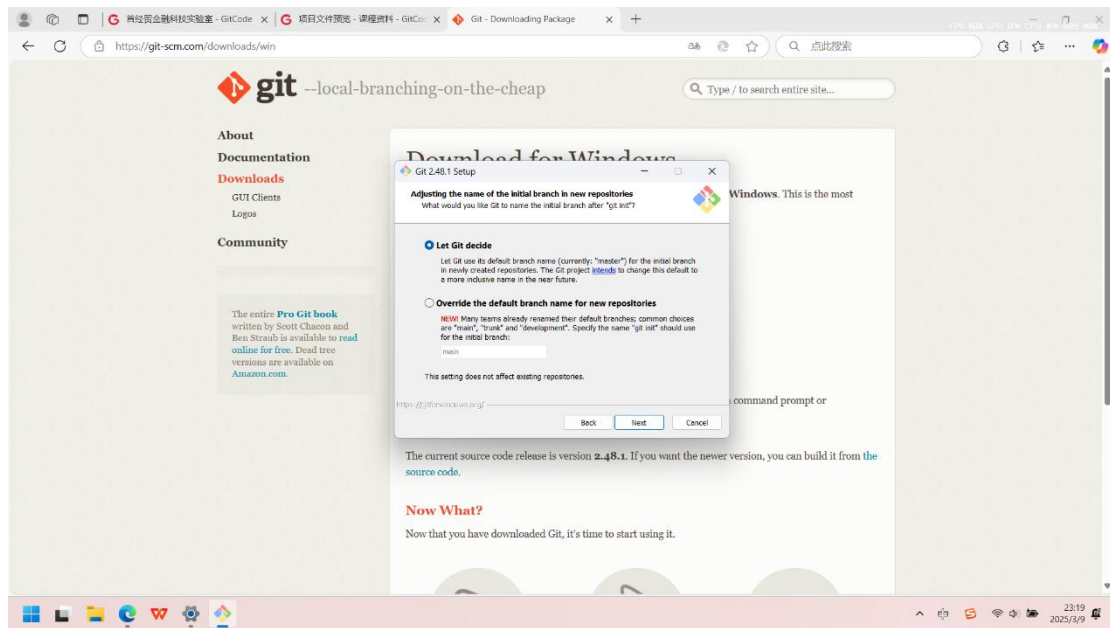 首经贸金融科技实验室 - GitCode
项目文件预览 - 课程资料 - GitCo
Git - Downloading Package
https://git-scm.com/downloads/win
点此搜索
git --local-branching-on-the-cheap
Type / to search entire site...
About
Documentation
Downloads
GUI Clients
Logos
Community
The entire Pro Git book
written by Scott Chacon and
Ben Straub is available to read
online for free. Dead tree
versions are available on
Amazon.com.
Download for Windows
Windows. This is the most
Git 2.48.1 Setup
Adjusting the name of the initial branch in new repositories
What would you like Git to name the initial branch after "git init"?
Let Git decide
Let Git use its default branch name (currently: "master") for the initial branch
in newly created repositories. The Git project intends to change this default to
a more inclusive name in the near future.
Override the default branch name for new repositories
NEW! Many teams already renamed their default branches; common choices
are "main", "trunk" and "development". Specify the name "git init" should use
for the initial branch:
main
This setting does not affect existing repositories.
https://gitforwindows.org/
Back
Next
Cancel
command prompt or
The current source code release is version 2.48.1. If you want the newer version, you can build it from the
source code.
Now What?
Now that you have downloaded Git, it's time to start using it.
中
23:19
2025/3/9